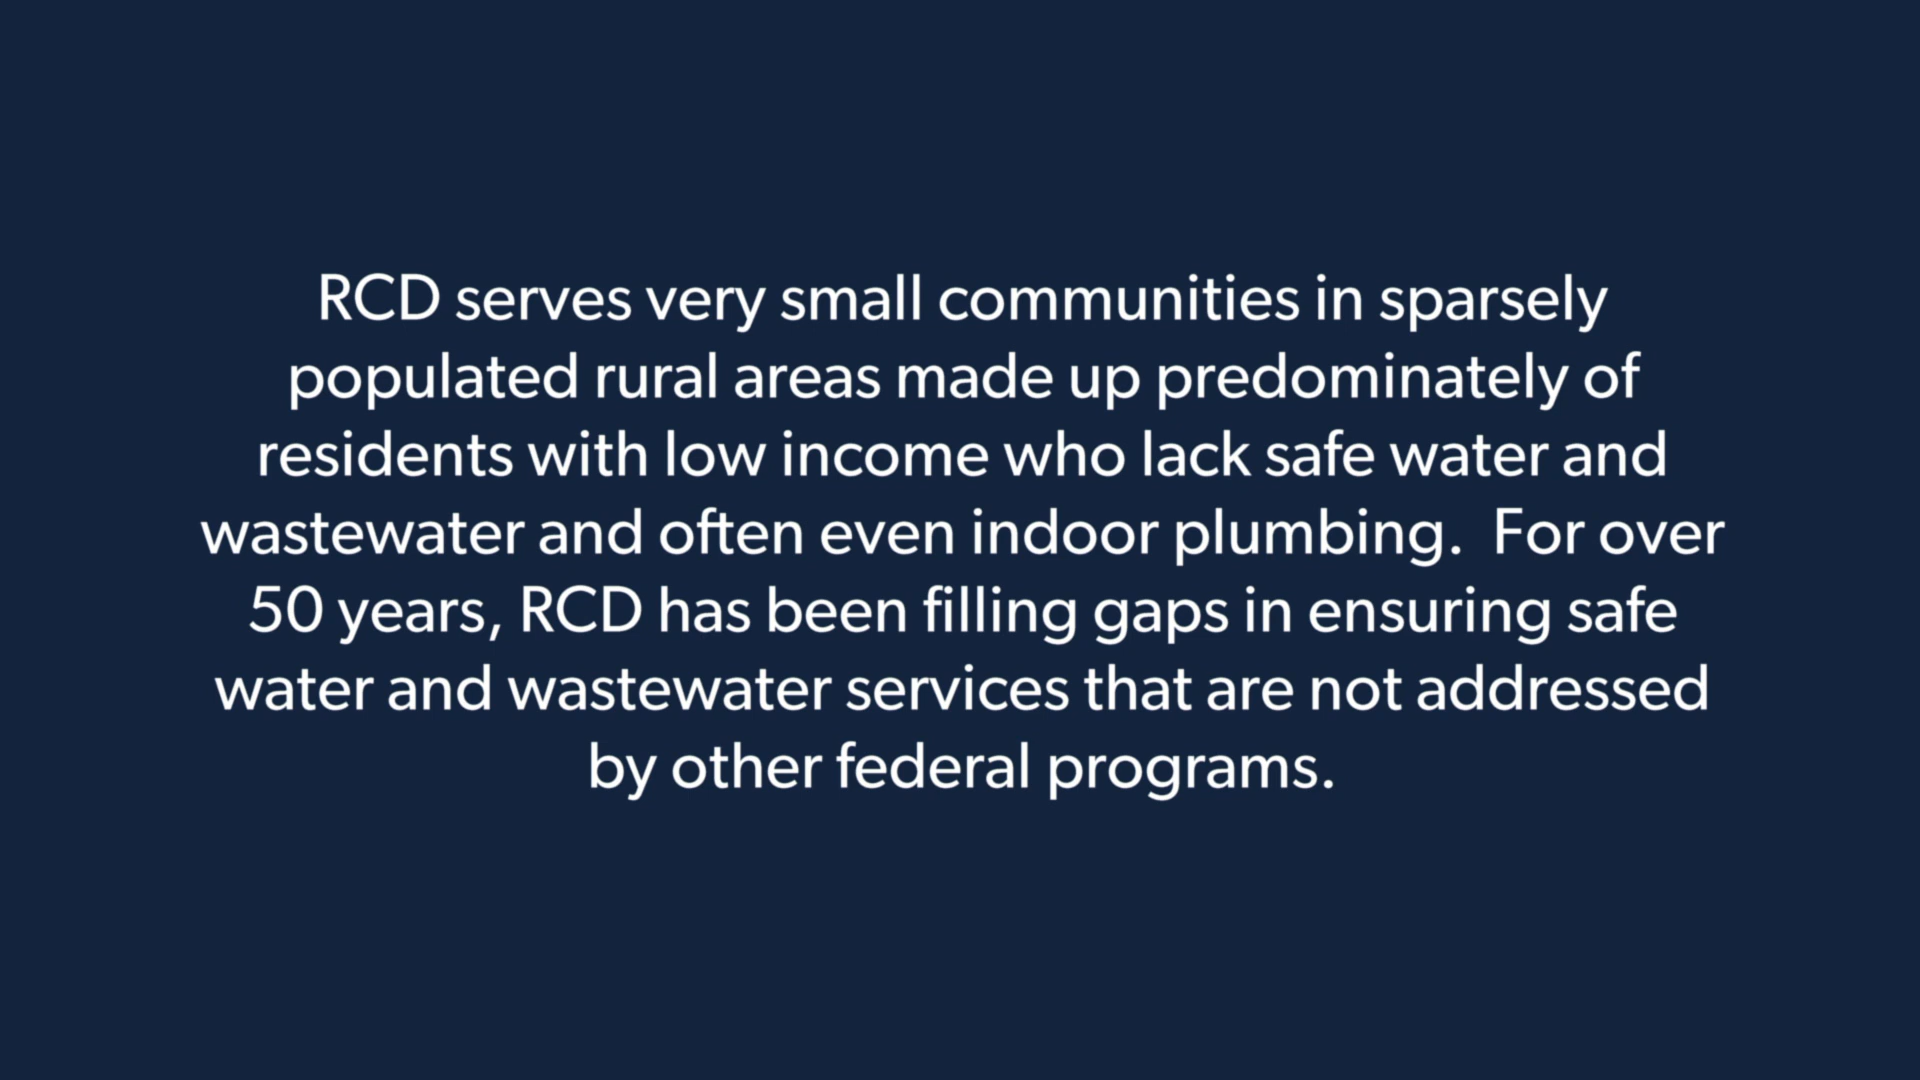 RCD serves very small communities in sparsely
populated rural areas made up predominately of
residents with low income who lack safe water and
wastewater and often even indoor plumbing.  For over
50 years, RCD has been filling gaps in ensuring safe
water and wastewater services that are not addressed
by other federal programs.